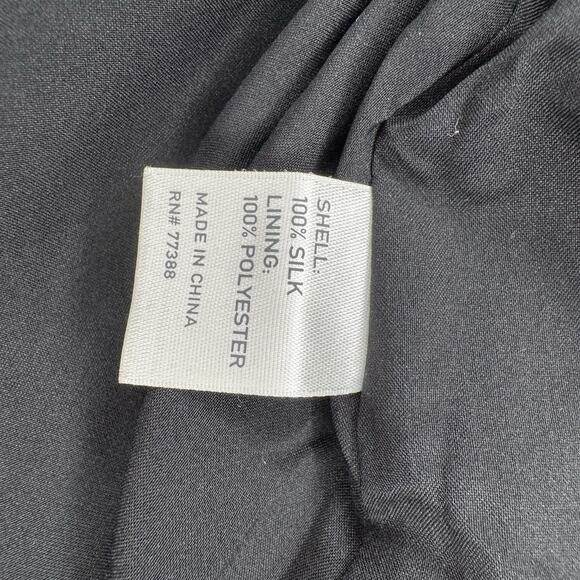 SHELL:
100% SILK
LINING:
100% POLYESTER
MADE IN CHINA
RN# 77388